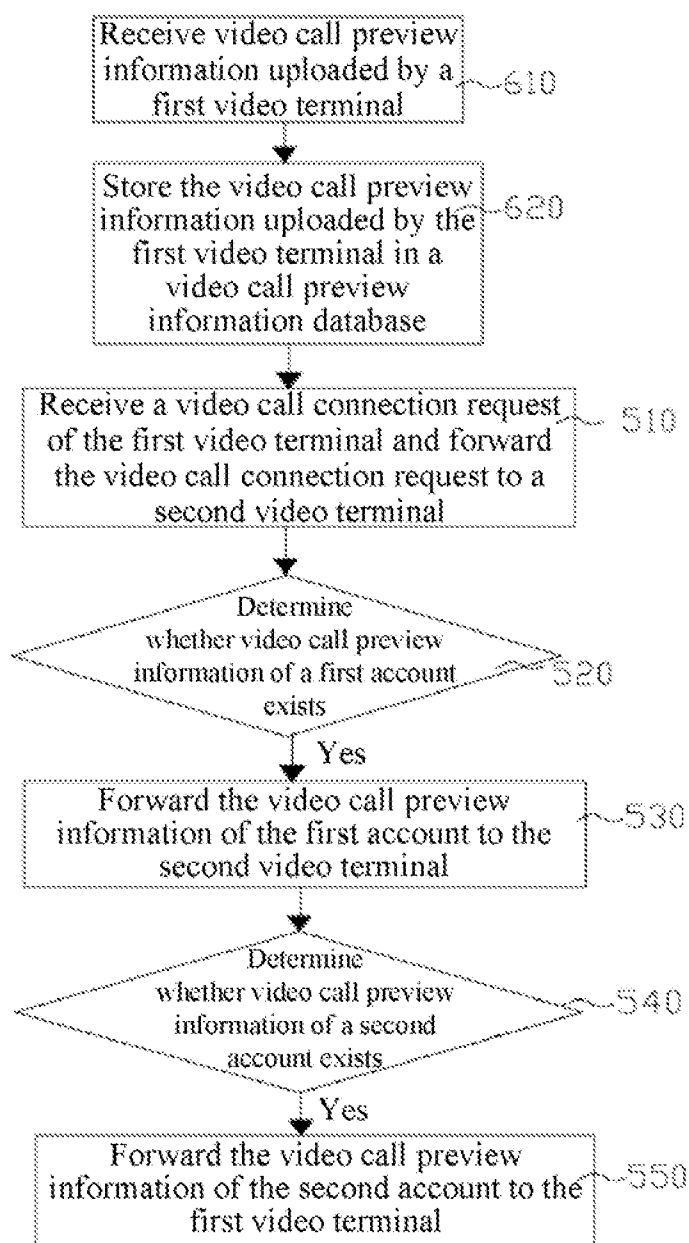 Receive video call preview
information uploaded by a
first video terminal
610
Store the video call preview
information uploaded by the
first video terminal in a
video call preview
information database
620
Receive a video call connection request
of the first video terminal and forward
the video call connection request to a
second video terminal
510
Determine
whether video call preview
information of a first account
exists
520
Yes
Forward the video call preview
information of the first account to the
second video terminal
530
Determine
whether video call preview
information of a second
account exists
540
Yes
Forward the video call preview
information of the second account to the
first video terminal
550